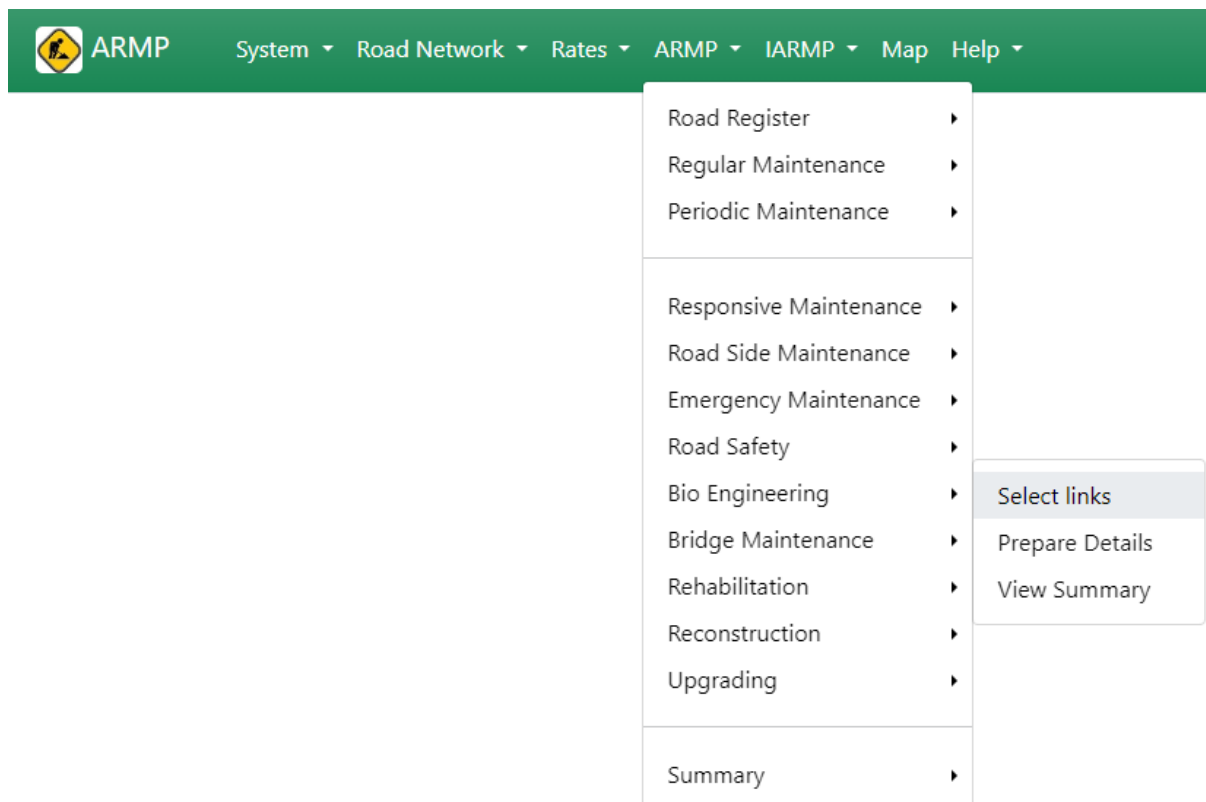 ARMP System Road Network Rates ARMP IARMP Map Help
Road Register
Regular Maintenance
Periodic Maintenance
Responsive Maintenance
Road Side Maintenance
Emergency Maintenance
Road Safety
Bio Engineering
Bridge Maintenance
Rehabilitation
Reconstruction
Upgrading
Summary
Select links
Prepare Details
View Summary